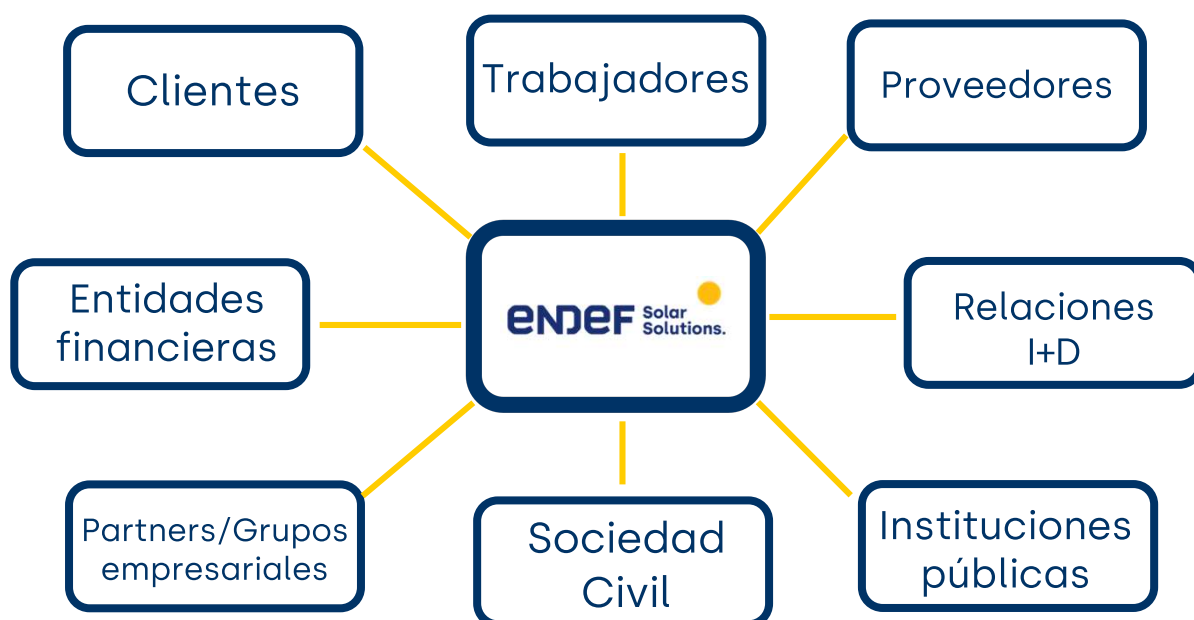 Clientes
Trabajadores
Proveedores
Entidades
financieras
ENDEF Solar
Solutions.
Relaciones
I+D
Partners/Grupos
empresariales
Sociedad
Civil
Instituciones
públicas